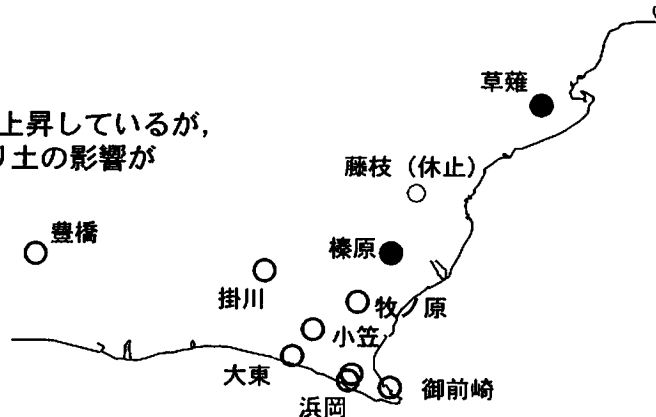 草薙
上昇しているが，
り土の影響が
藤枝（休止）
豊橋
榛原
掛川
牧ノ原
小笠
大東
御前崎
浜岡